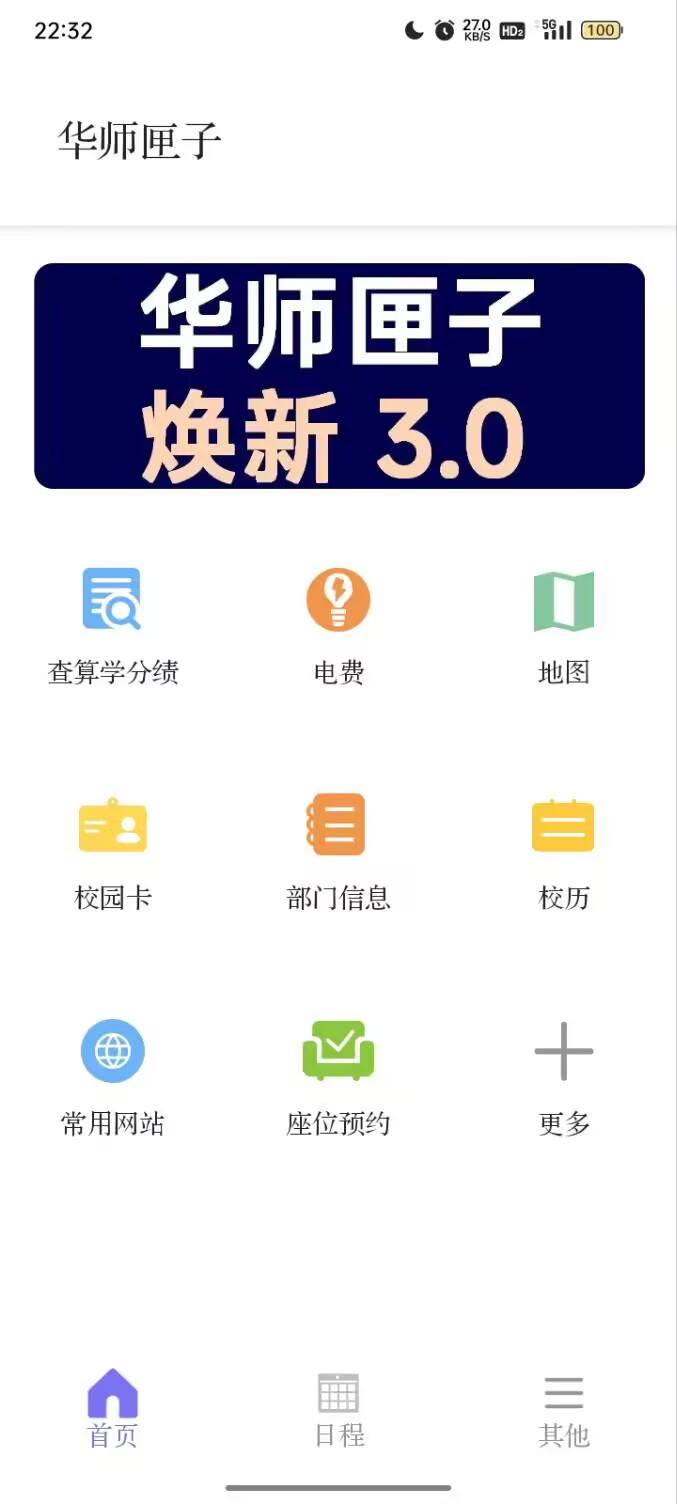 22:32
27.0 KB/S HD2 5G 100
华师匣子
华师匣子
焕新 3.0
查算学分绩 电费 地图
校园卡 部门信息 校历
常用网站 座位预约 更多
首页 日程 其他